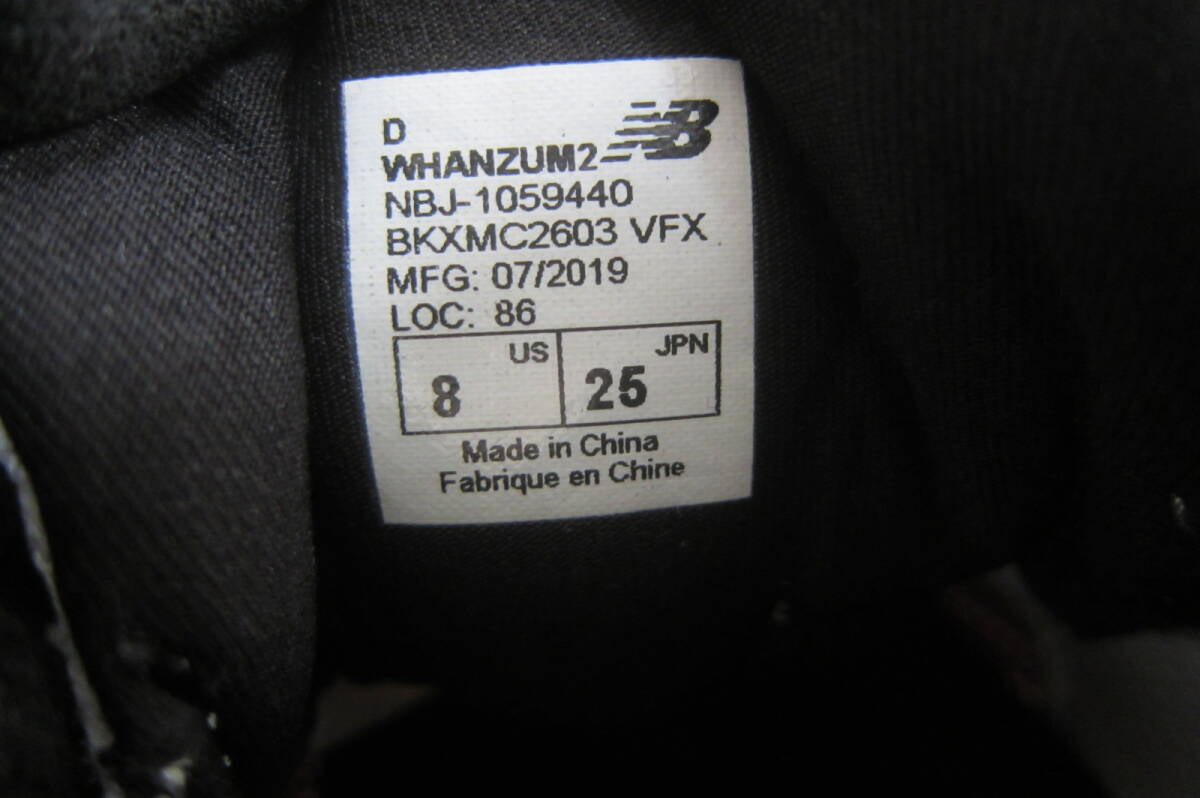 D
WHANZUM2
NB
NBJ-1059440
BKXMC2603 VFX
MFG: 07/2019
LOC: 86
US JPN
8 25
Made in China
Fabrique en Chine